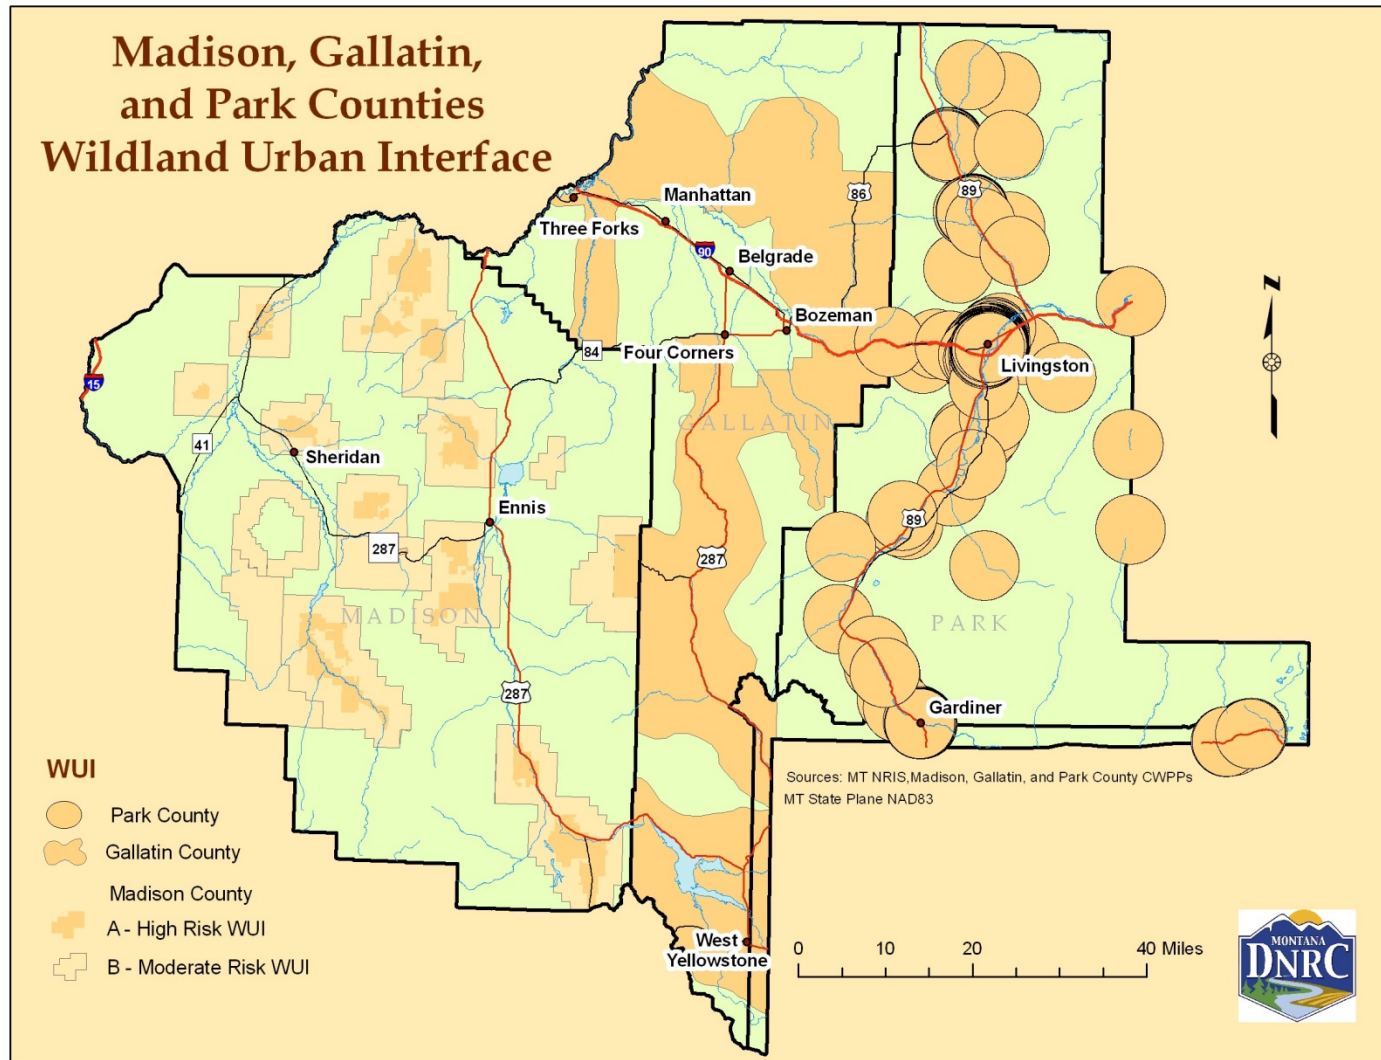 Madison, Gallatin,
and Park Counties
Wildland Urban Interface
86
Manhattan
89
Three Forks
90
Belgrade
N
Bozeman
84
Four Corners
Livingston
15
GALLATIN
41
Sheridan
Ennis
89
287
287
MADISON
PARK
287
Gardiner
WUI
Park County
Gallatin County
Madison County
A - High Risk WUI
B - Moderate Risk WUI
Sources: MT NRIS,Madison, Gallatin, and Park County CWPPs
MT State Plane NAD83
West
Yellowstone
0 10 20 40 Miles
MONTANA
DNRC